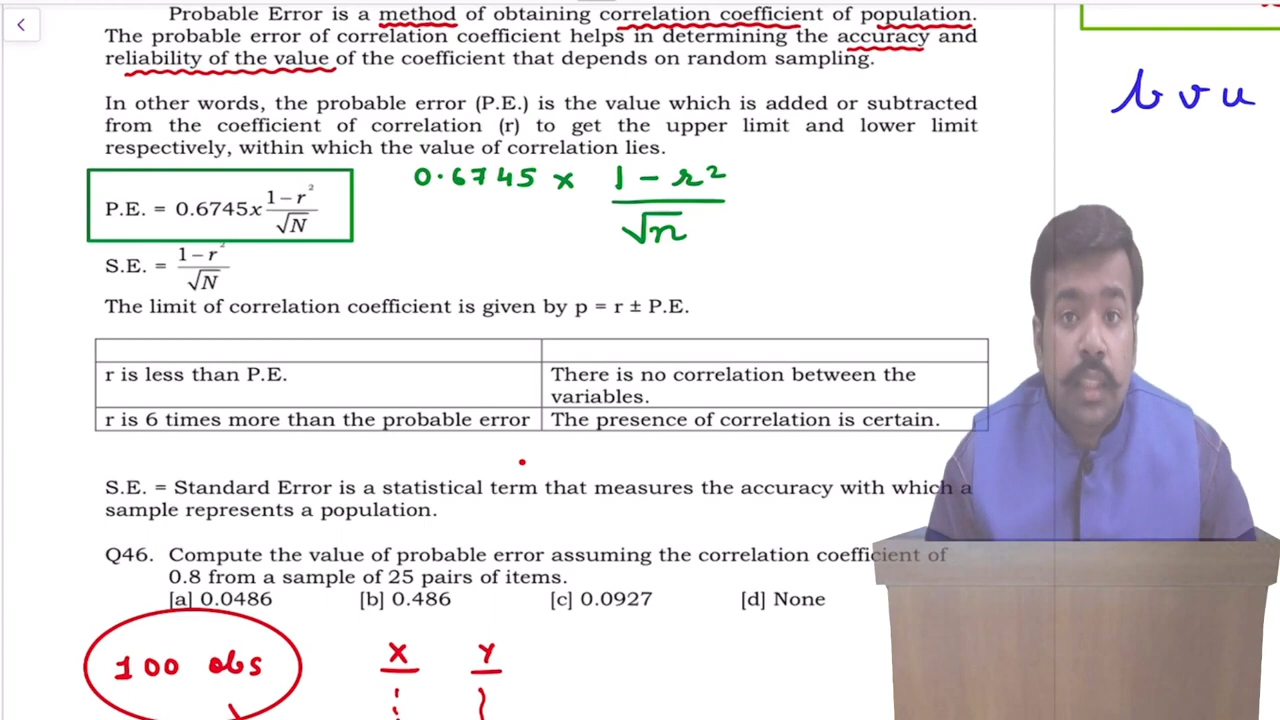 Probable Error is a method of obtaining correlation coefficient of population.
The probable error of correlation coefficient helps in determining the accuracy and
reliability of the value of the coefficient that depends on random sampling.
In other words, the probable error (P.E.) is the value which is added or subtracted
from the coefficient of correlation (r) to get the upper limit and lower limit
respectively, within which the value of correlation lies.
P.E. = 0.6745x (1-r²)/√N
0.6745 x (1-r²)/√n
S.E. = (1-r²)/√N
The limit of correlation coefficient is given by p = r ± P.E.
r is less than P.E. There is no correlation between the
variables.
r is 6 times more than the probable error The presence of correlation is certain.
S.E. = Standard Error is a statistical term that measures the accuracy with which a
sample represents a population.
Q46. Compute the value of probable error assuming the correlation coefficient of
0.8 from a sample of 25 pairs of items.
[a] 0.0486 [b] 0.486 [c] 0.0927 [d] None
100 obs X Y